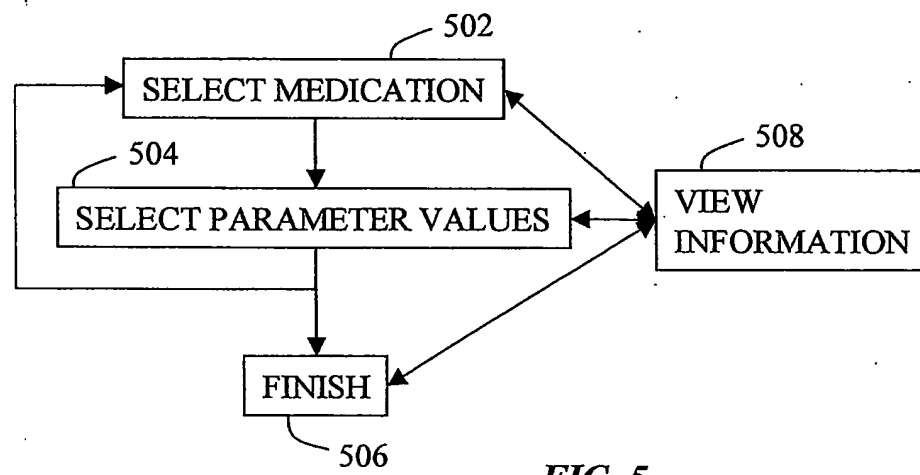 502
SELECT MEDICATION
504
508
SELECT PARAMETER VALUES
VIEW
INFORMATION
FINISH
506
FIG. 5